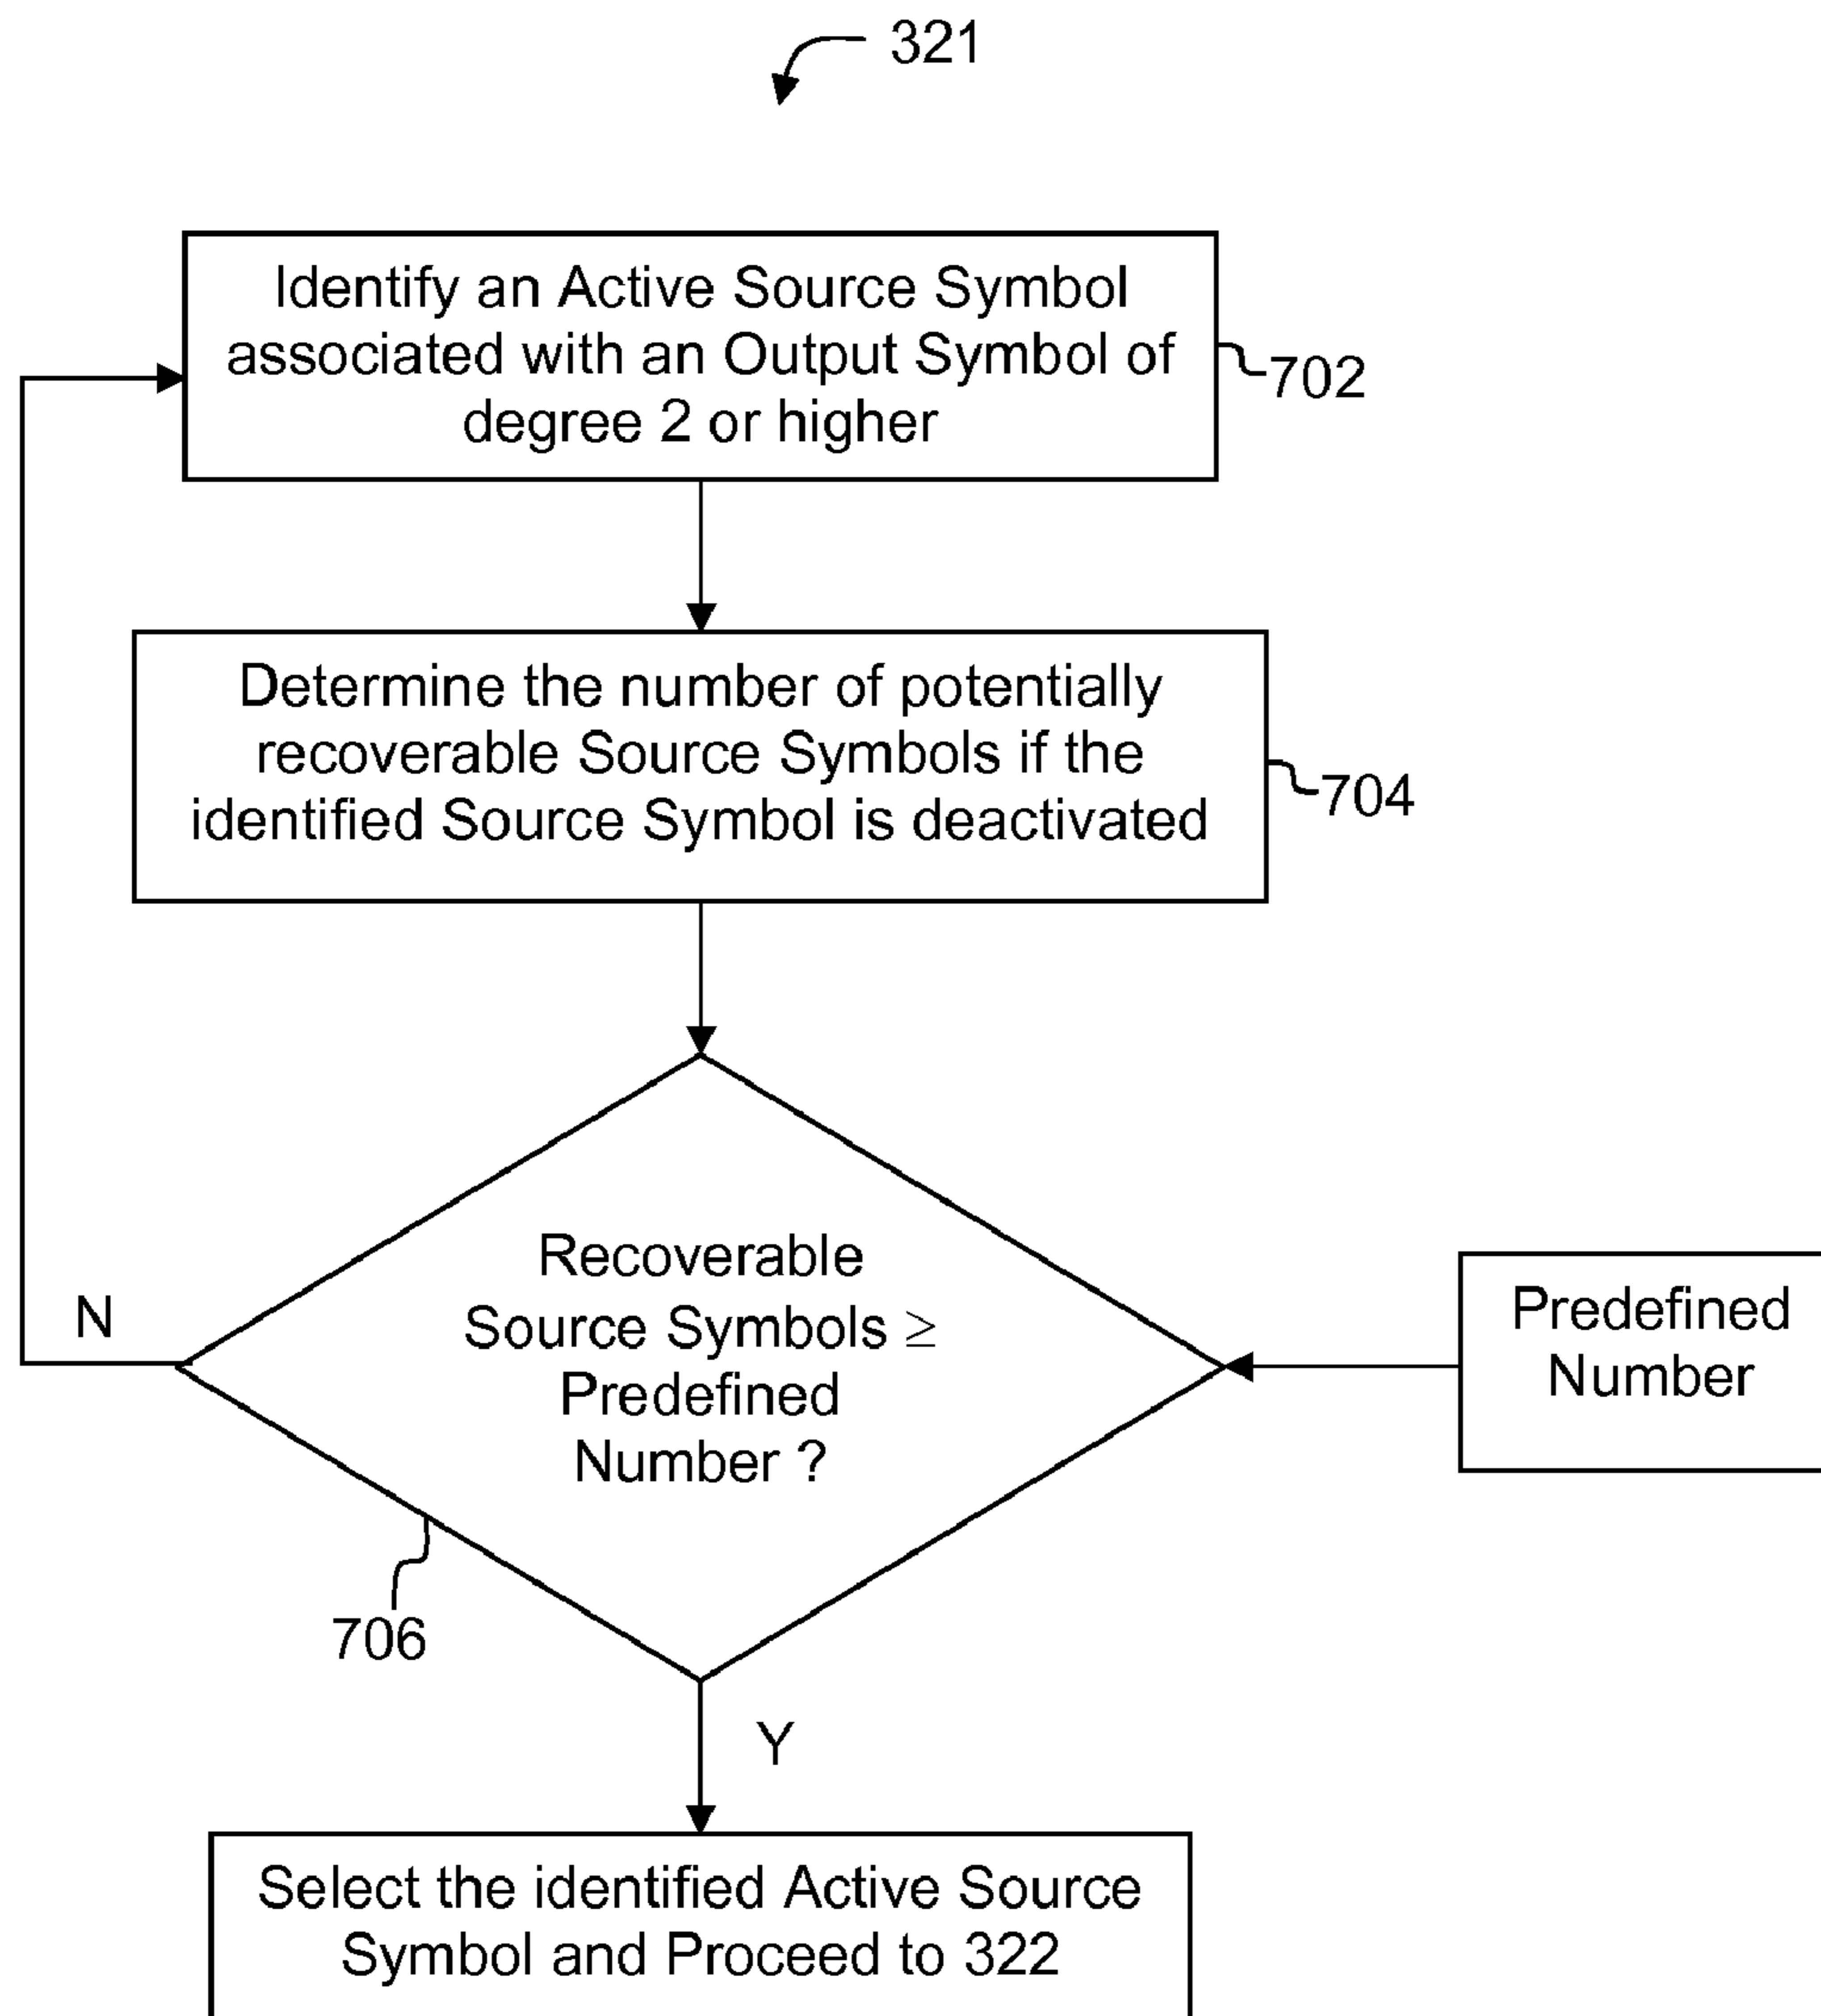 321
Identify an Active Source Symbol
associated with an Output Symbol of
degree 2 or higher
702
Determine the number of potentially
recoverable Source Symbols if the
identified Source Symbol is deactivated
704
Recoverable
Source Symbols ≥
Predefined
Number ?
N
Predefined
Number
706
Y
Select the identified Active Source
Symbol and Proceed to 322